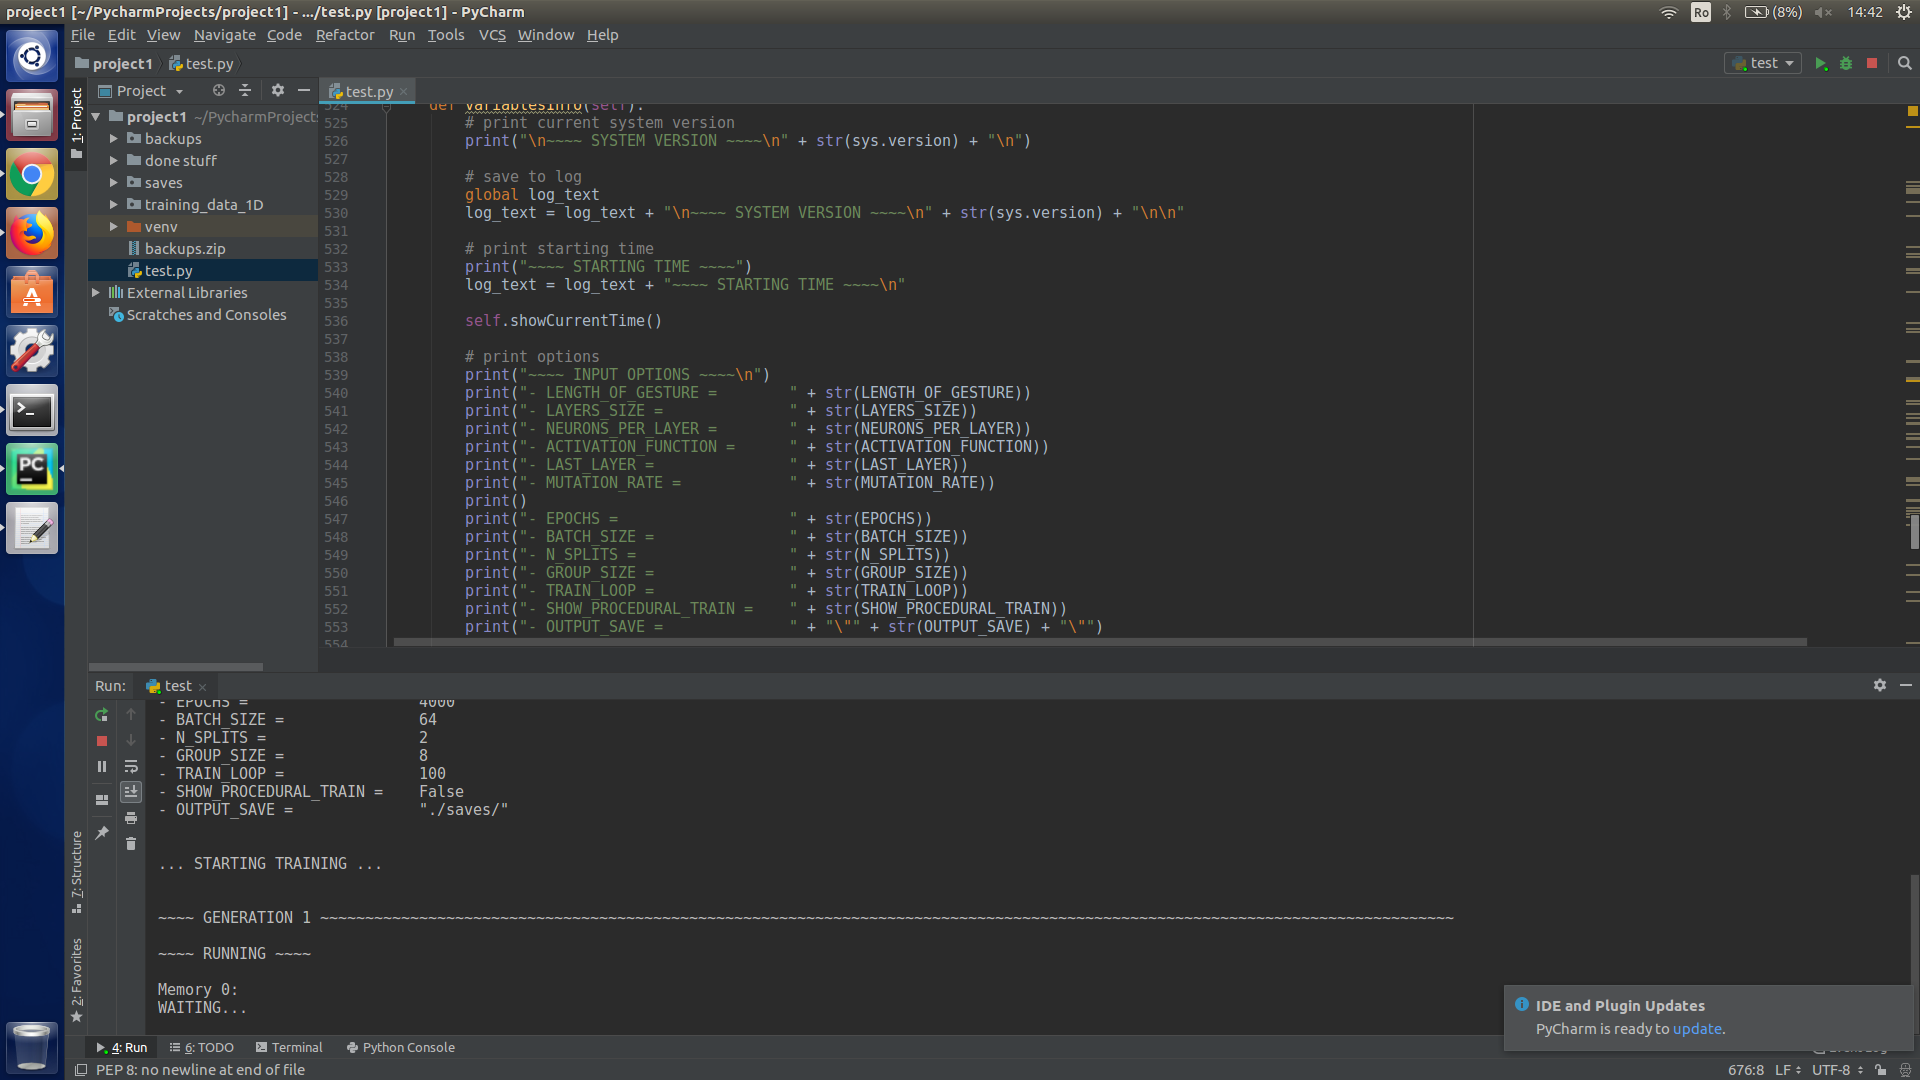 project1 [~/PycharmProjects/project1] - .../test.py [project1] - PyCharm
Ro
(8%)
14:42
File Edit View Navigate Code Refactor Run Tools VCS Window Help
project1
test.py
test
1: Project
Project
project1 ~/PycharmProjects
backups
done stuff
saves
training_data_1D
venv
backups.zip
test.py
External Libraries
Scratches and Consoles
test.py
524 def variablesInfo(self):
525 # print current system version
526 print("\n~~~~ SYSTEM VERSION ~~~~\n" + str(sys.version) + "\n")
527
528 # save to log
529 global log_text
530 log_text = log_text + "\n~~~~ SYSTEM VERSION ~~~~\n" + str(sys.version) + "\n\n"
531
532 # print starting time
533 print("~~~~ STARTING TIME ~~~~")
534 log_text = log_text + "~~~~ STARTING TIME ~~~~\n"
535
536 self.showCurrentTime()
537
538 # print options
539 print("~~~~ INPUT OPTIONS ~~~~\n")
540 print("- LENGTH_OF_GESTURE =        " + str(LENGTH_OF_GESTURE))
541 print("- LAYERS_SIZE =              " + str(LAYERS_SIZE))
542 print("- NEURONS_PER_LAYER =        " + str(NEURONS_PER_LAYER))
543 print("- ACTIVATION_FUNCTION =      " + str(ACTIVATION_FUNCTION))
544 print("- LAST_LAYER =               " + str(LAST_LAYER))
545 print("- MUTATION_RATE =            " + str(MUTATION_RATE))
546 print()
547 print("- EPOCHS =                   " + str(EPOCHS))
548 print("- BATCH_SIZE =               " + str(BATCH_SIZE))
549 print("- N_SPLITS =                 " + str(N_SPLITS))
550 print("- GROUP_SIZE =               " + str(GROUP_SIZE))
551 print("- TRAIN_LOOP =               " + str(TRAIN_LOOP))
552 print("- SHOW_PROCEDURAL_TRAIN =    " + str(SHOW_PROCEDURAL_TRAIN))
553 print("- OUTPUT_SAVE =              " + "\"" + str(OUTPUT_SAVE) + "\"")
554
Run:
test
- EPOCHS = 4000
- BATCH_SIZE = 64
- N_SPLITS = 2
- GROUP_SIZE = 8
- TRAIN_LOOP = 100
- SHOW_PROCEDURAL_TRAIN = False
- OUTPUT_SAVE = "./saves/"
... STARTING TRAINING ...
~~~~ GENERATION 1 ~~~~~~~~~~~~~~~~~~~~~~~~~~~~~~~~~~~~~~~~~~~~~~~~~~~~~~~~~~~~~~~~~~~~~~~~~~~~~~~~~~~~~~~~~~~~~~~~~~~~~~~~~~~~~~
~~~~ RUNNING ~~~~
Memory 0:
WAITING...
7: Structure
2: Favorites
IDE and Plugin Updates
PyCharm is ready to update.
4: Run
6: TODO
Terminal
Python Console
PEP 8: no newline at end of file
676:8 LF UTF-8
PC